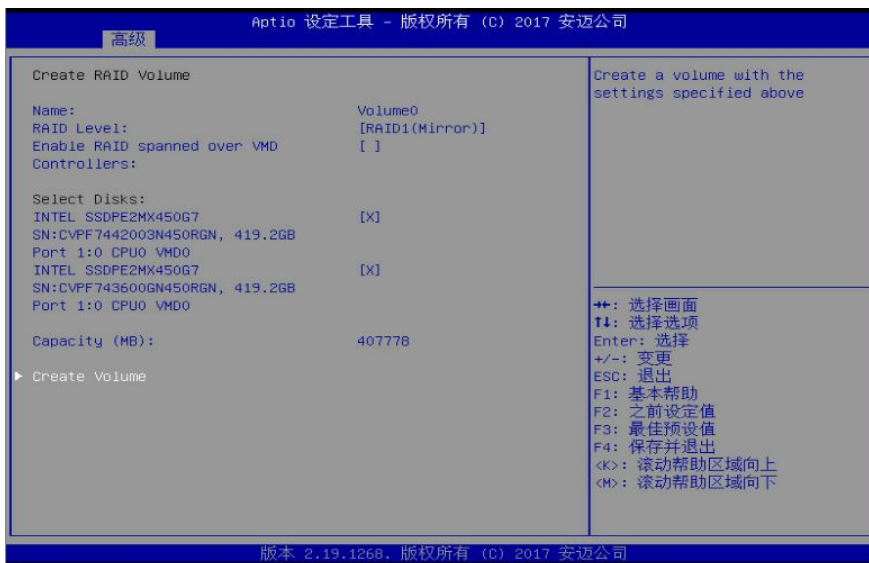 Aptio 设定工具 - 版权所有 (C) 2017 安迈公司
高级
Create RAID Volume
Name: Volume0
RAID Level: [RAID1(Mirror)]
Enable RAID spanned over VMD [ ]
Controllers:
Select Disks:
INTEL SSDPE2MX450G7 [X]
SN:CVPF7442003N450RGN, 419.2GB
Port 1:0 CPU0 VMD0
INTEL SSDPE2MX450G7 [X]
SN:CVPF743600GN450RGN, 419.2GB
Port 1:0 CPU0 VMD0
Capacity (MB): 407778
▶ Create Volume
Create a volume with the
settings specified above
→←: 选择画面
↑↓: 选择选项
Enter: 选择
+/-: 变更
ESC: 退出
F1: 基本帮助
F2: 之前设定值
F3: 最佳预设值
F4: 保存并退出
<K>: 滚动帮助区域向上
<M>: 滚动帮助区域向下
版本 2.19.1268. 版权所有 (C) 2017 安迈公司